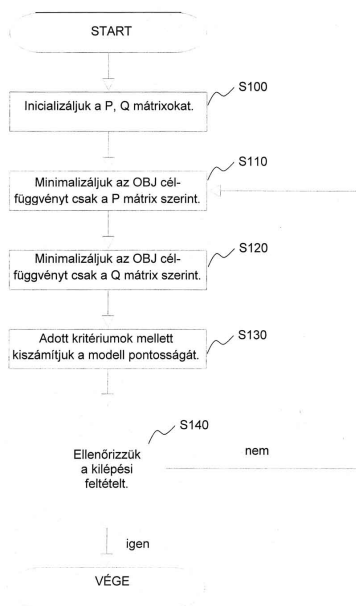 START
S100
Inicializáljuk a P, Q mátrixokat.
S110
Minimalizáljuk az OBJ cél-
függvényt csak a P mátrix szerint.
S120
Minimalizáljuk az OBJ cél-
függvényt csak a Q mátrix szerint.
S130
Adott kritériumok mellett
kiszámítjuk a modell pontosságát.
S140
Ellenőrizzük
a kilépési
feltételt.
nem
igen
VÉGE